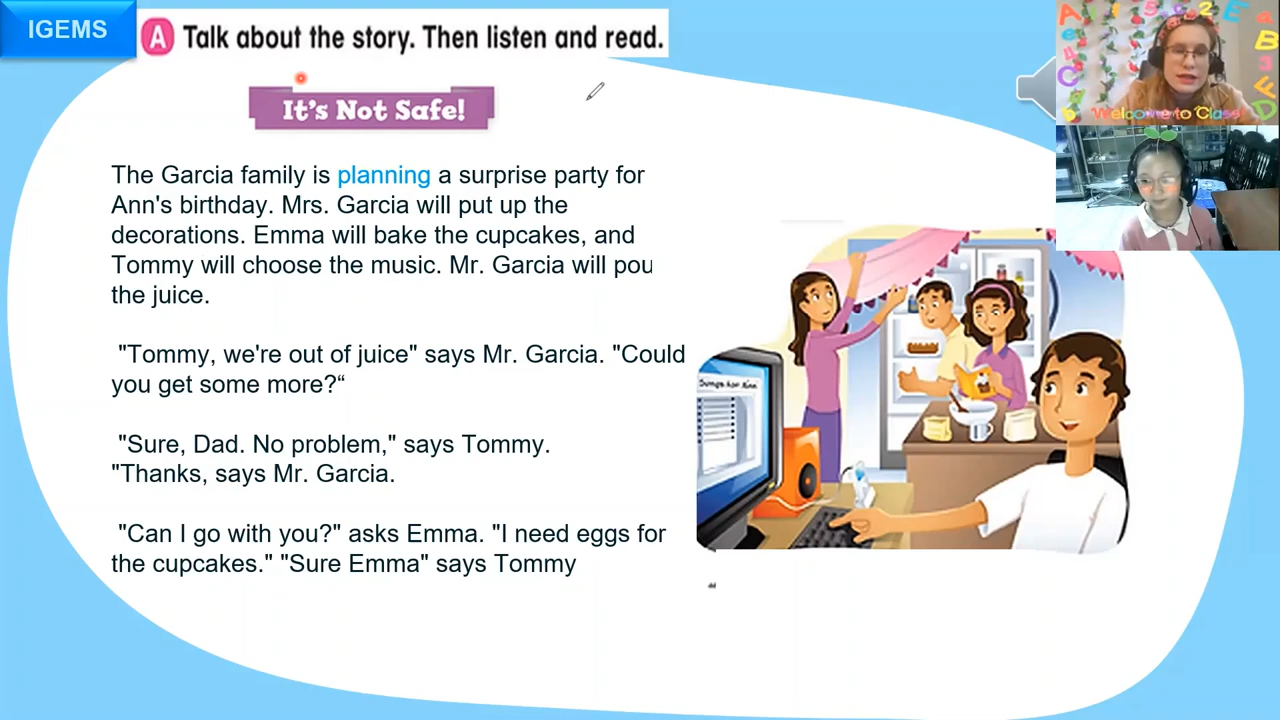 IGEMS
A Talk about the story. Then listen and read.
It's Not Safe!
The Garcia family is planning a surprise party for
Ann's birthday. Mrs. Garcia will put up the
decorations. Emma will bake the cupcakes, and
Tommy will choose the music. Mr. Garcia will pou
the juice.
"Tommy, we're out of juice" says Mr. Garcia. "Could
you get some more?“
"Sure, Dad. No problem," says Tommy.
"Thanks, says Mr. Garcia.
"Can I go with you?" asks Emma. "I need eggs for
the cupcakes." "Sure Emma" says Tommy
Songs for Ann
Welcome to Class!